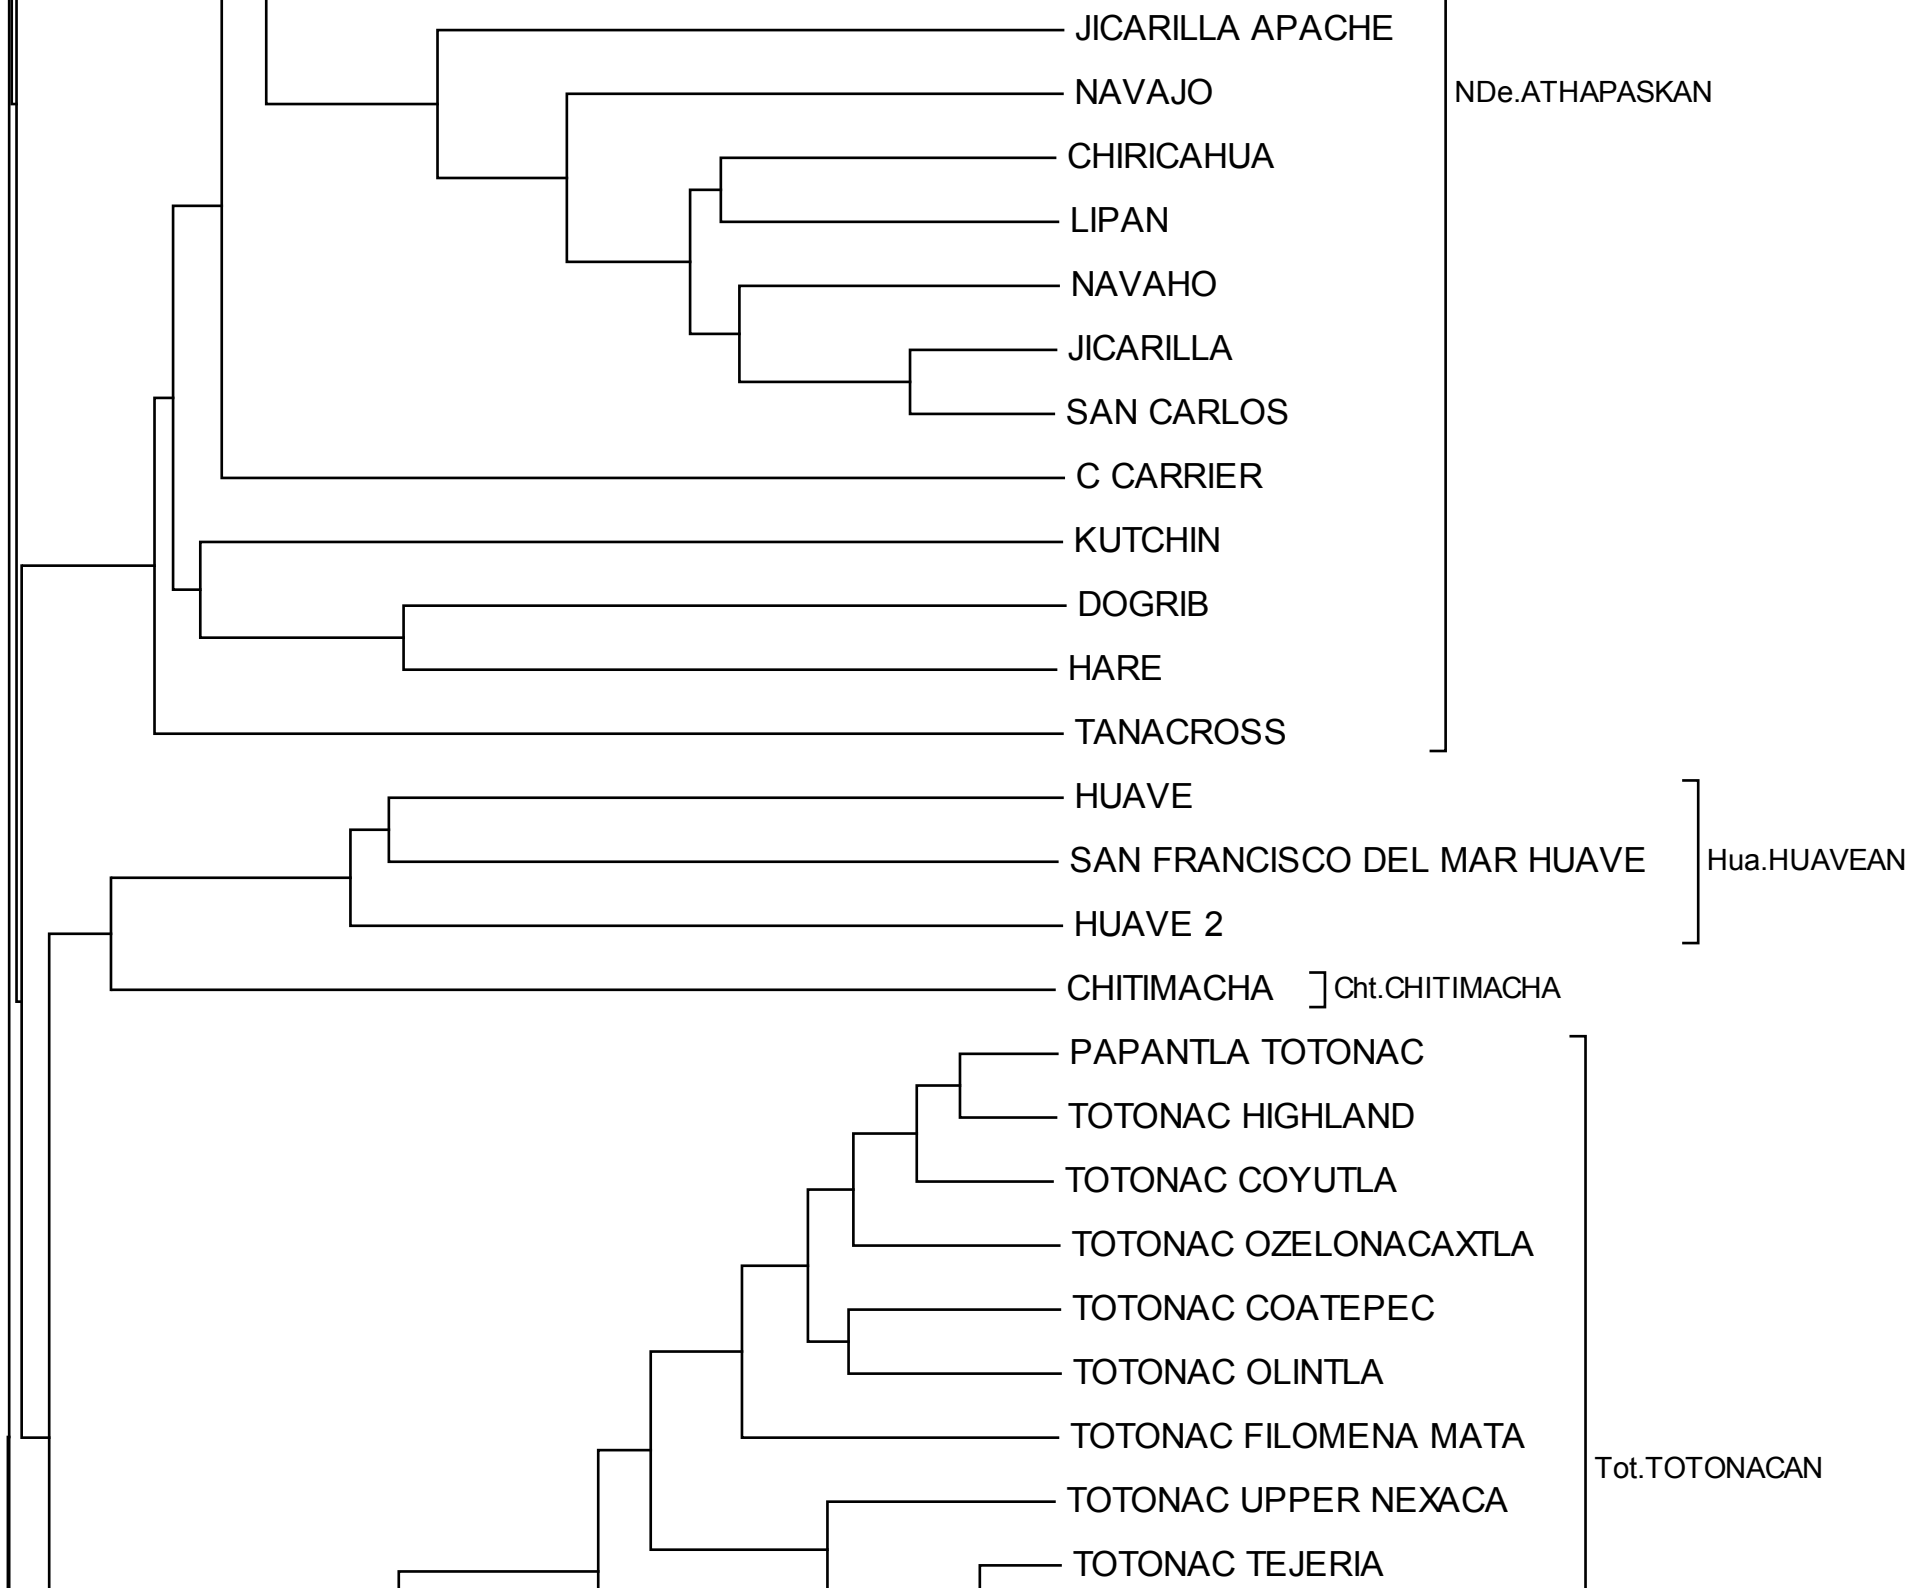 JICARILLA APACHE
NAVAJO
NDe.ATHAPASKAN
CHIRICAHUA
LIPAN
NAVAHO
JICARILLA
SAN CARLOS
C CARRIER
KUTCHIN
DOGRIB
HARE
TANACROSS
HUAVE
SAN FRANCISCO DEL MAR HUAVE
Hua.HUAVEAN
HUAVE 2
CHITIMACHA
Cht.CHITIMACHA
PAPANTLA TOTONAC
TOTONAC HIGHLAND
TOTONAC COYUTLA
TOTONAC OZELONACAXTLA
TOTONAC COATEPEC
TOTONAC OLINTLA
TOTONAC FILOMENA MATA
Tot.TOTONACAN
TOTONAC UPPER NEXACA
TOTONAC TEJERIA